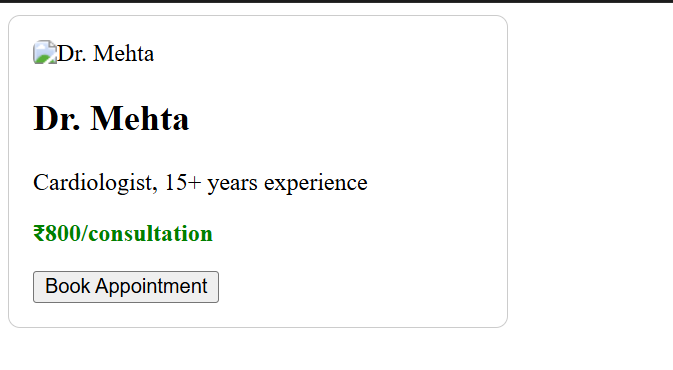 Dr. Mehta
Dr. Mehta
Cardiologist, 15+ years experience
₹800/consultation
Book Appointment